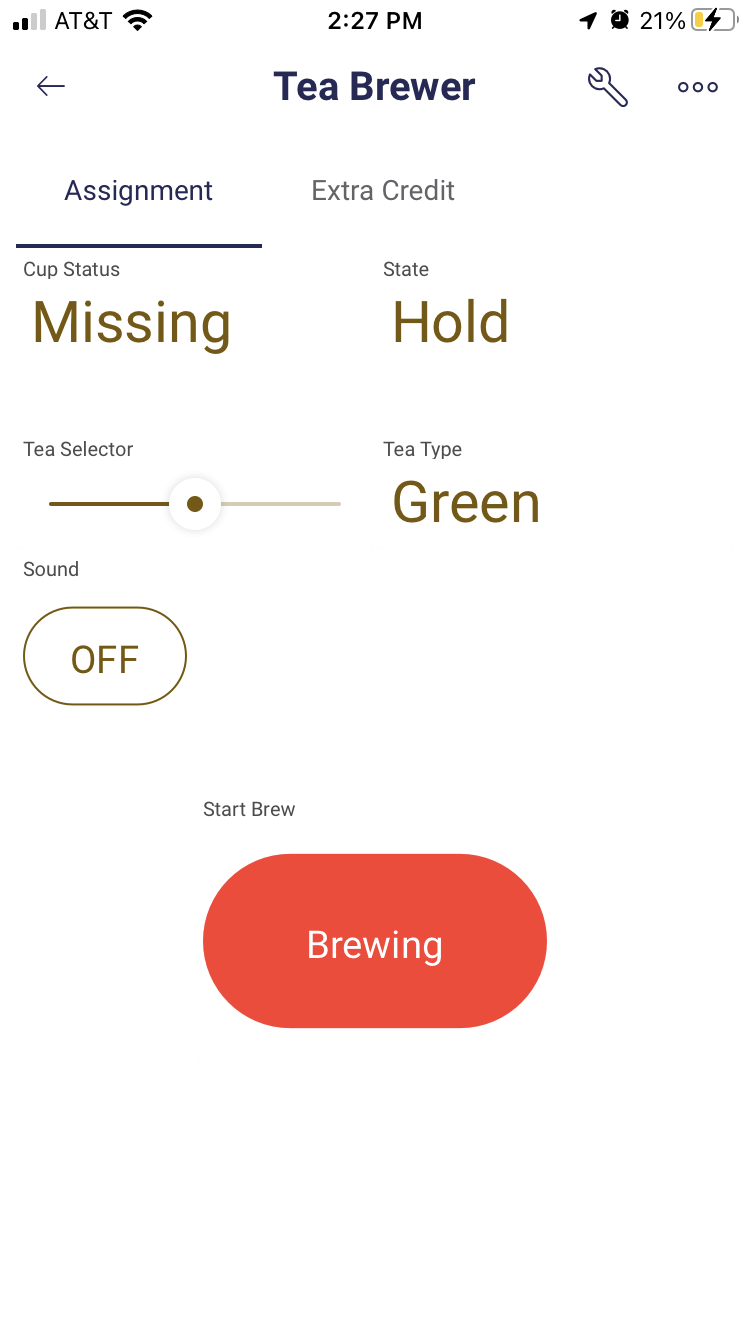 AT&T 2:27 PM 21%
Tea Brewer
Assignment Extra Credit
Cup Status State
Missing Hold
Tea Selector Tea Type
Green
Sound
OFF
Start Brew
Brewing